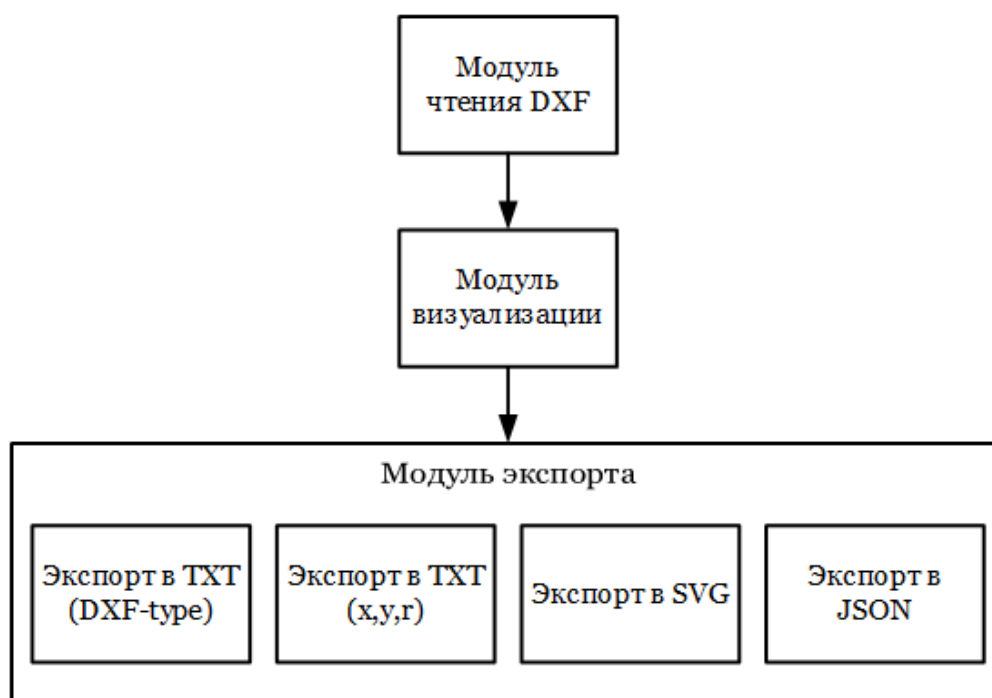 Модуль
чтения DXF
Модуль
визуализации
Модуль экспорта
Экспорт в TXT
(DXF-type)
Экспорт в TXT
(x,y,r)
Экспорт в SVG
Экспорт в
JSON